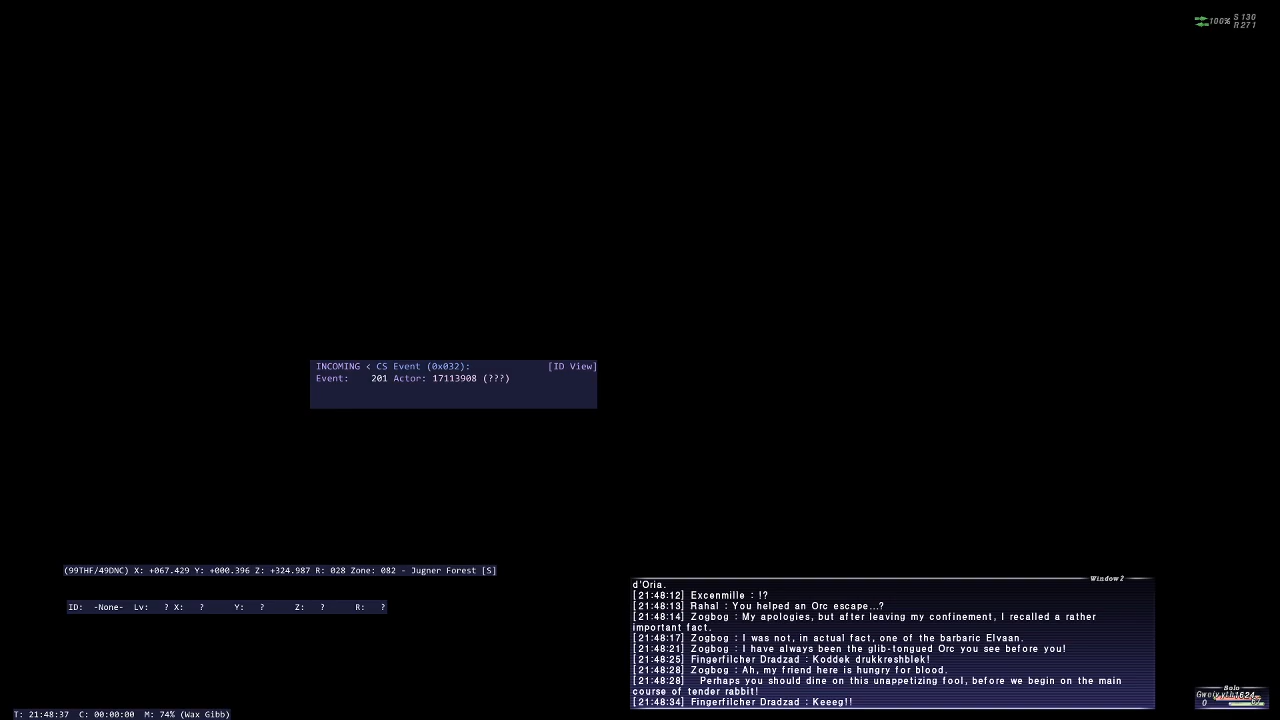 100% S 130
R 271
INCOMING < CS Event (0x032): [ID View]
Event: 201 Actor: 17113908 (???)
(99THF/49DNC) X: +067.429 Y: +000.396 Z: +324.987 R: 028 Zone: 082 - Jugner Forest [S]
Window 2
d'Oria.
[21:48:12] Excenmille : !?
ID: -None- Lv: ? X: ? Y: ? Z: ? R: ?
[21:48:13] Rahal : You helped an Orc escape...?
[21:48:14] Zogbog : My apologies, but after leaving my confinement, I recalled a rather
important fact.
[21:48:17] Zogbog : I was not, in actual fact, one of the barbaric Elvaan.
[21:48:21] Zogbog : I have always been the glib-tongued Orc you see before you!
[21:48:25] Fingerfilcher Dradzad : Koddek drukkreshblek!
[21:48:28] Zogbog : Ah, my friend here is hungry for blood.
[21:48:28] Perhaps you should dine on this unappetizing fool, before we begin on the main
course of tender rabbit!
[21:48:34] Fingerfilcher Dradzad : Keeeg!!
Solo
0
T: 21:48:37 C: 00:00:00 M: 74% (Wax Gibb)